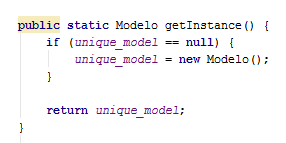 public static Modelo getInstance() {
    if (unique_model == null) {
        unique_model = new Modelo();
    }

    return unique_model;
}